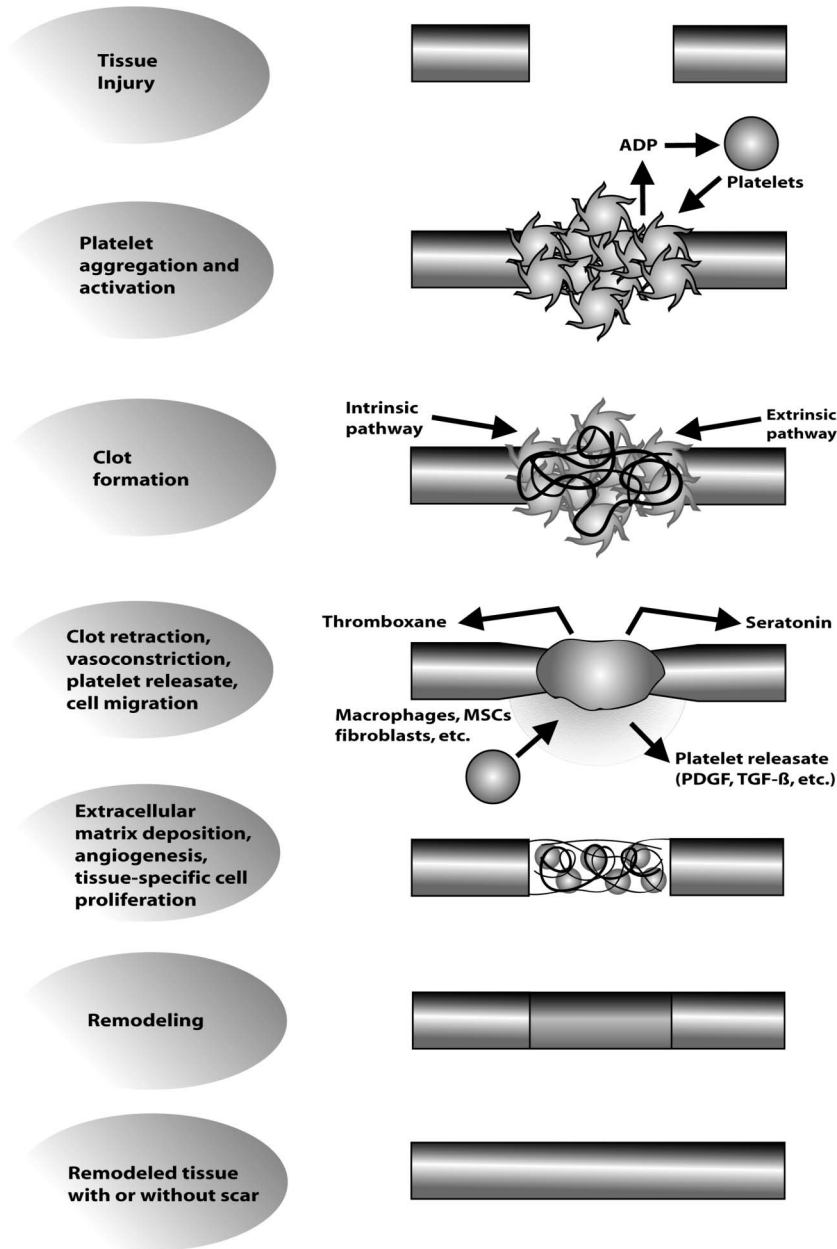 Tissue
Injury
ADP
Platelets
Platelet
aggregation and
activation
Intrinsic
pathway
Extrinsic
pathway
Clot
formation
Thromboxane
Seratonin
Clot retraction,
vasoconstriction,
platelet releasate,
cell migration
Macrophages, MSCs
fibroblasts, etc.
Platelet releasate
(PDGF, TGF-ß, etc.)
Extracellular
matrix deposition,
angiogenesis,
tissue-specific cell
proliferation
Remodeling
Remodeled tissue
with or without scar